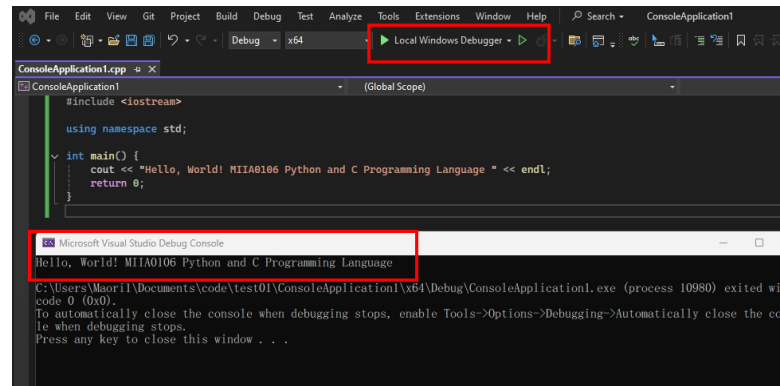 File Edit View Git Project Build Debug Test Analyze Tools Extensions Window Help Search ConsoleApplication1
Debug x64 Local Windows Debugger
ConsoleApplication1.cpp
ConsoleApplication1 (Global Scope)
#include <iostream>
using namespace std;
int main() {
cout << "Hello, World! MIIA0106 Python and C Programming Language " << endl;
return 0;
}
Microsoft Visual Studio Debug Console
Hello, World! MIIA0106 Python and C Programming Language
C:\Users\Maori1\Documents\code\test01\ConsoleApplication1\x64\Debug\ConsoleApplication1.exe (process 10980) exited wi
code 0 (0x0).
To automatically close the console when debugging stops, enable Tools->Options->Debugging->Automatically close the co
le when debugging stops.
Press any key to close this window . . .